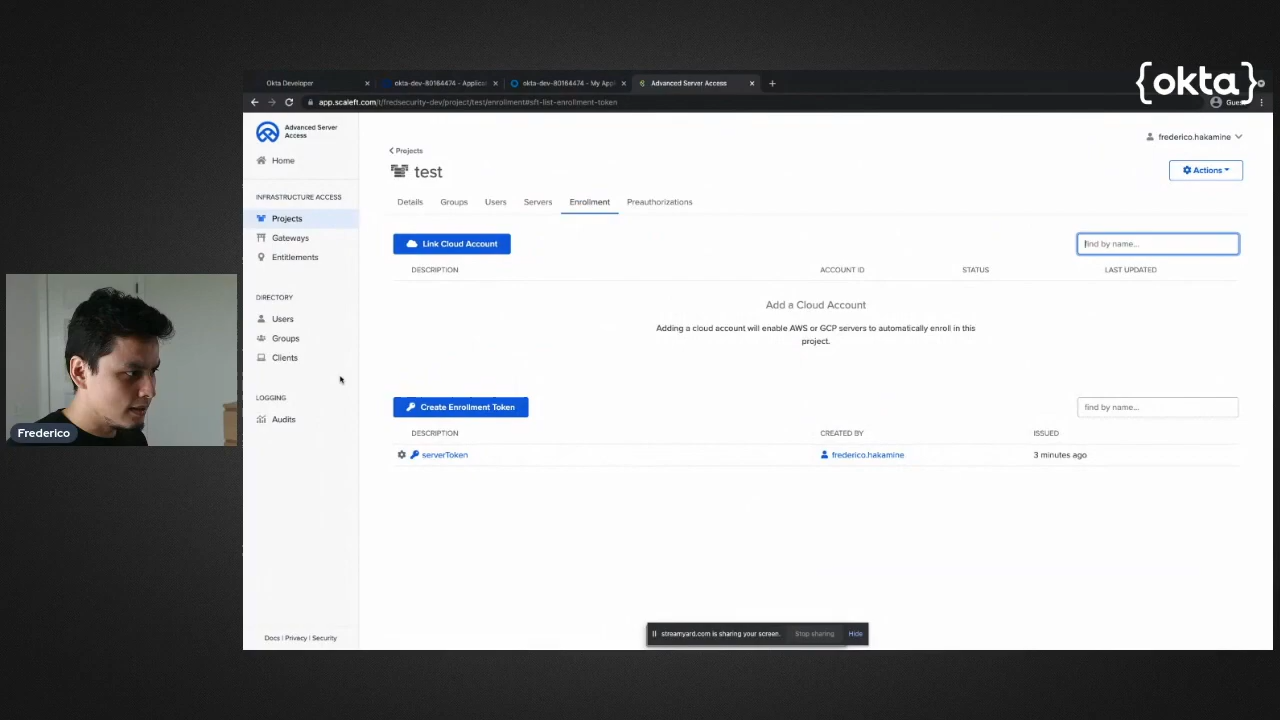 {okta}
Okta Developer
okta-dev-80164474 – Applica
okta-dev-80164474 – My Appl
Advanced Server Access
app.scaleft.com/t/fredsecurity-dev/project/test/enrollment#sft-list-enrollment-token
Advanced Server
Access
Home
INFRASTRUCTURE ACCESS
Projects
Gateways
Entitlements
DIRECTORY
Users
Groups
Clients
LOGGING
Audits
Docs | Privacy | Security
frederico.hakamine
Projects
test
Actions
Details
Groups
Users
Servers
Enrollment
Preauthorizations
Link Cloud Account
find by name...
DESCRIPTION
ACCOUNT ID
STATUS
LAST UPDATED
Add a Cloud Account
Adding a cloud account will enable AWS or GCP servers to automatically enroll in this
project.
Create Enrollment Token
find by name...
DESCRIPTION
CREATED BY
ISSUED
serverToken
frederico.hakamine
3 minutes ago
streamyard.com is sharing your screen.
Stop sharing
Hide
Frederico